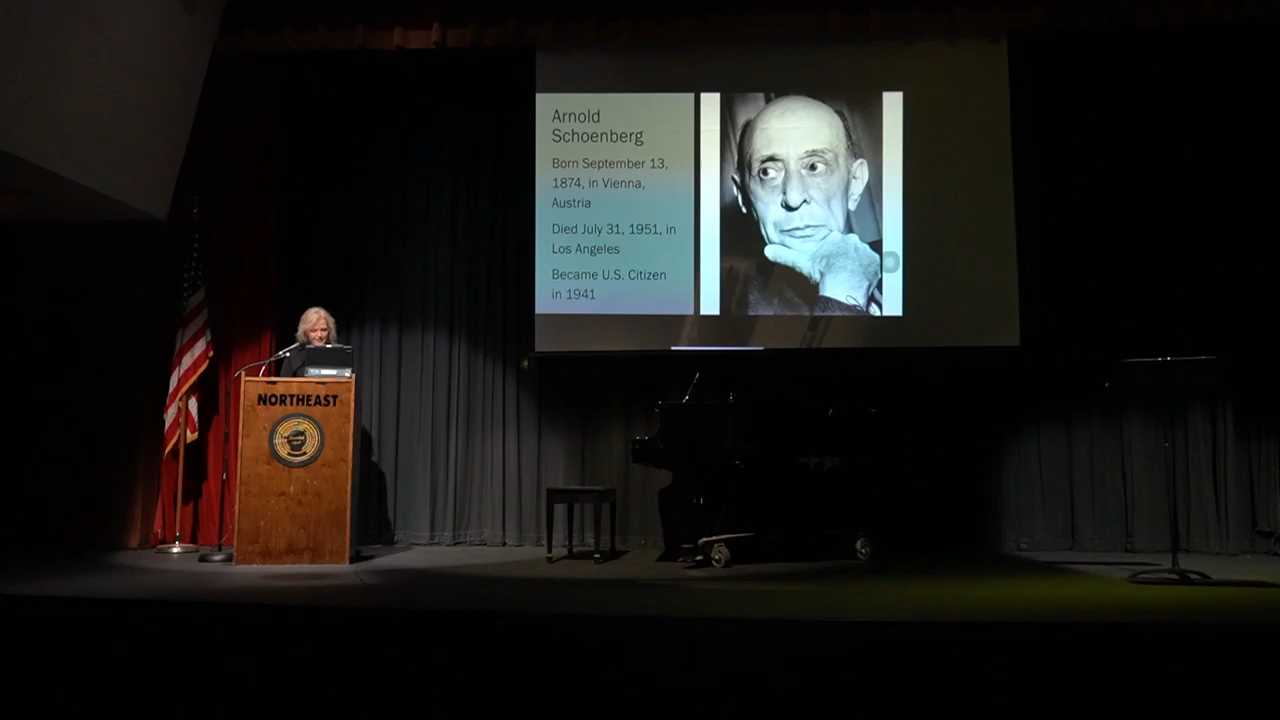 Arnold
Schoenberg
Born September 13,
1874, in Vienna,
Austria
Died July 31, 1951, in
Los Angeles
Became U.S. Citizen
in 1941
NORTHEAST